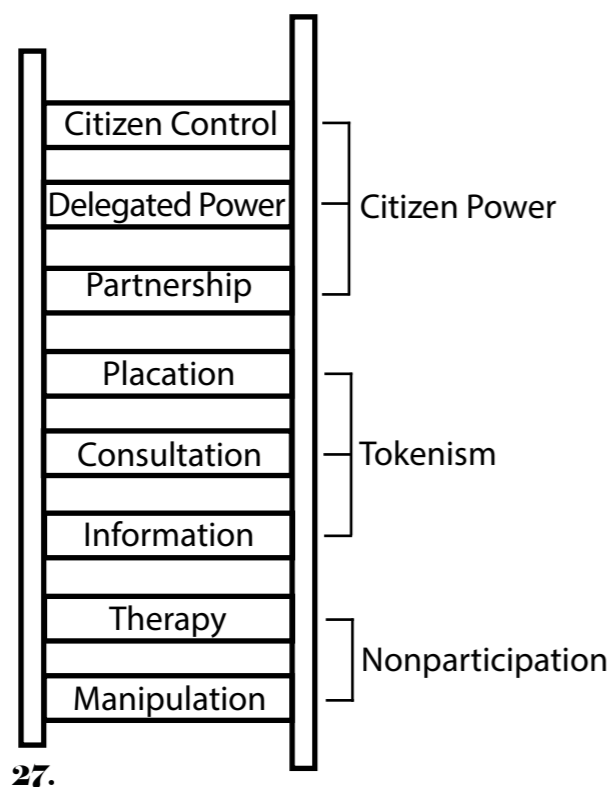 Citizen Control
Delegated Power
Citizen Power
Partnership
Placation
Consultation
Tokenism
Information
Therapy
Nonparticipation
Manipulation
27.